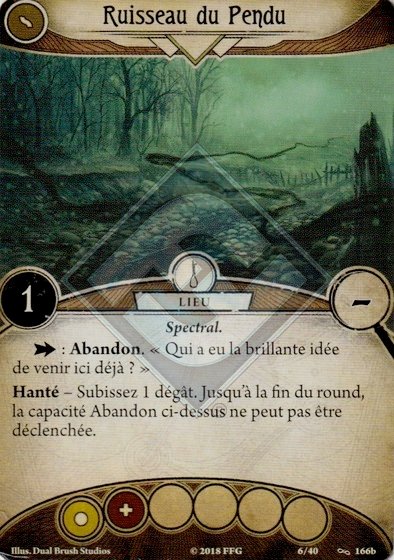 Ruisseau du Pendu
1
LIEU
-
Spectral.
: Abandon. « Qui a eu la brillante idée
de venir ici déjà ? »
Hanté – Subissez 1 dégât. Jusqu'à la fin du round,
la capacité Abandon ci-dessus ne peut pas être
déclenchée.
Illus. Dual Brush Studios
© 2018 FFG
6/40
166b